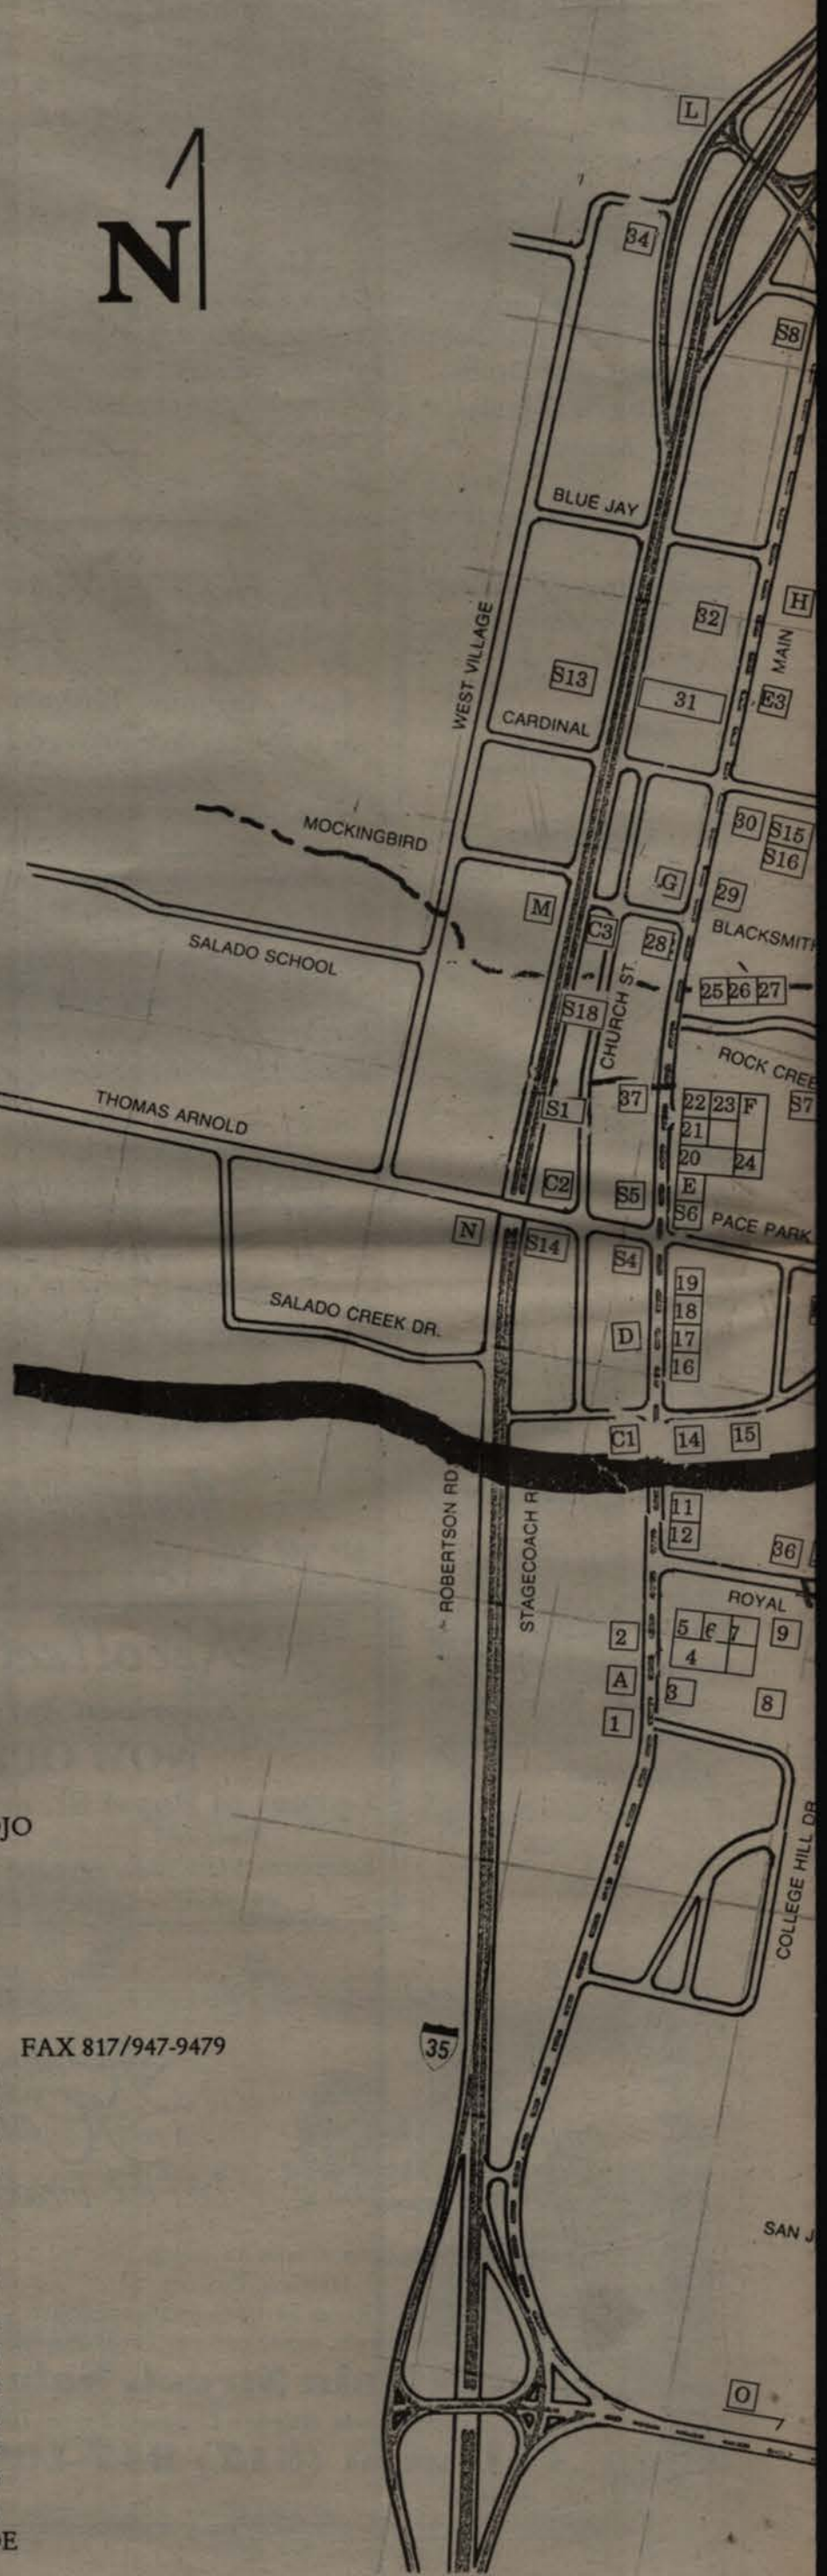 L
N
34
S8
BLUE JAY
H
32
WEST VILLAGE
MAIN
S13
31
E3
CARDINAL
30 S15
S16
MOCKINGBIRD
G
29
M
C3
28
BLACKSMITH
SALADO SCHOOL
25 26 27
S18
CHURCH ST.
ROCK CREE
THOMAS ARNOLD
S1
37
22 23 F
S7
21
20 24
C2
S5
E
S6
PACE PARK
N
S14
S4
19
SALADO CREEK DR.
18
D
17
16
C1
14
15
ROBERTSON RD.
STAGECOACH R
11
12
36
ROYAL
2
5 6 7
9
4
A
3
8
1
COLLEGE HILL DR
JO
FAX 817/947-9479
35
SAN J
O
E